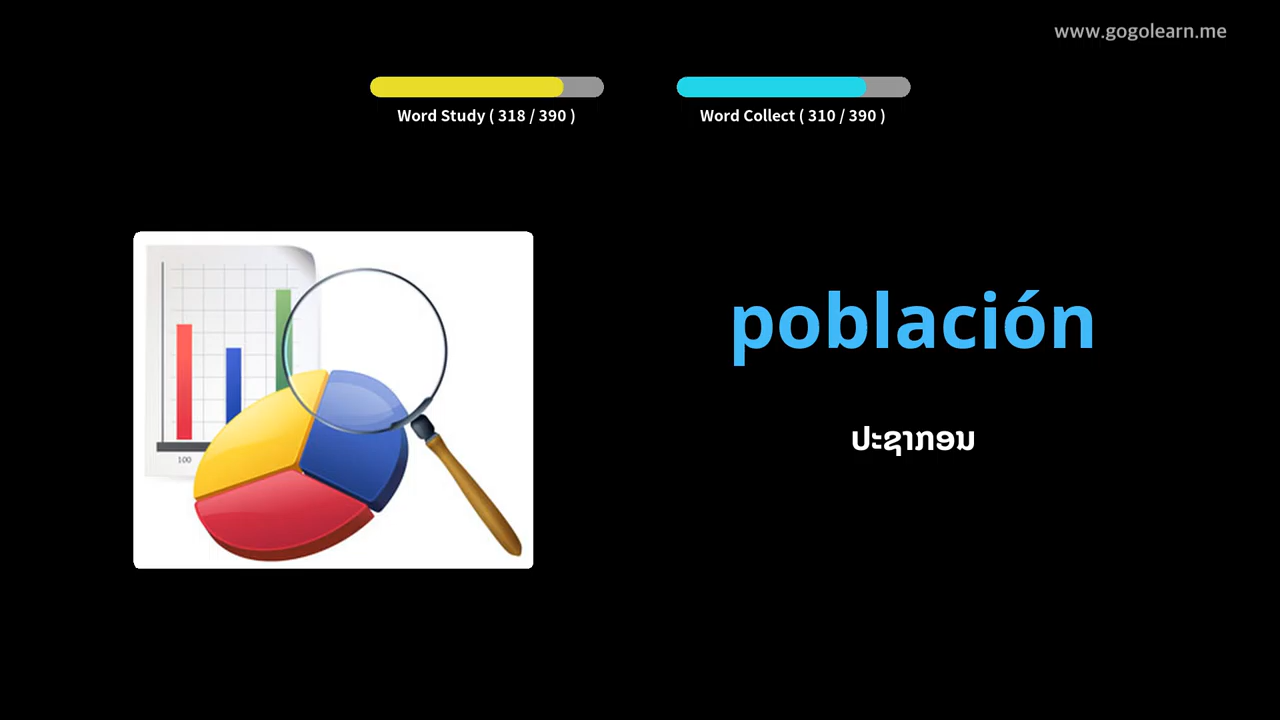 www.gogolearn.me
Word Study ( 318 / 390 )
Word Collect ( 310 / 390 )
población
ປະຊາກອນ
100